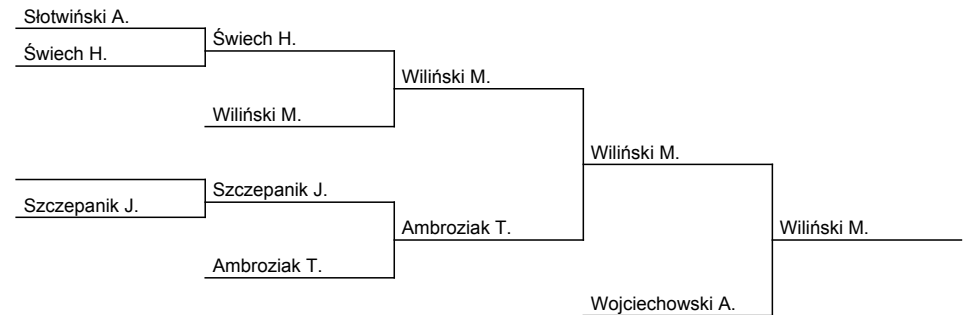 Słotwiński A.
Świech H.
Świech H.
Wiliński M.
Wiliński M.
Wiliński M.
Szczepanik J.
Szczepanik J.
Ambroziak T.
Wiliński M.
Ambroziak T.
Wojciechowski A.